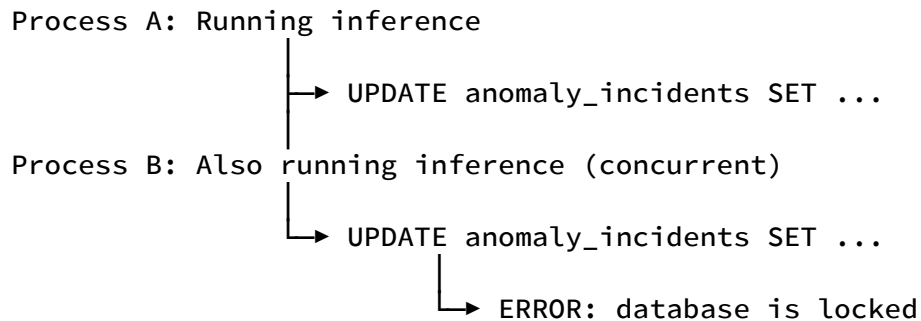 Process A: Running inference
UPDATE anomaly_incidents SET ...
Process B: Also running inference (concurrent)
UPDATE anomaly_incidents SET ...
ERROR: database is locked